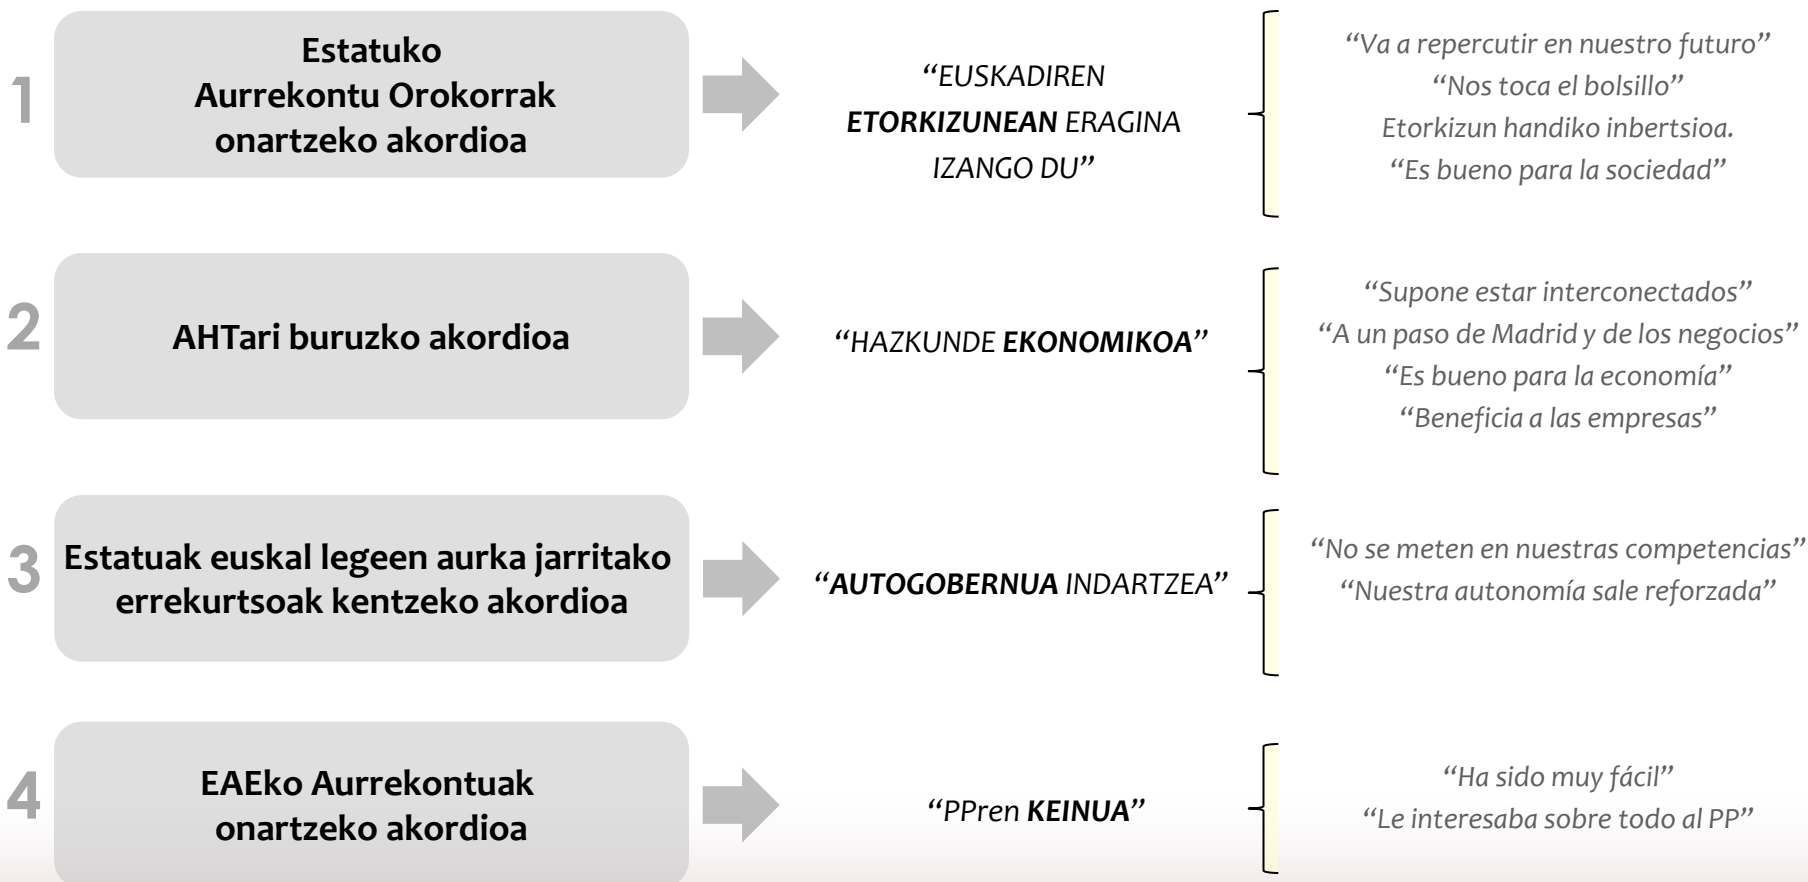 1
Estatuko
Aurrekontu Orokorrak
onartzeko akordioa
“EUSKADIREN
ETORKIZUNEAN ERAGINA
IZANGO DU”
“Va a repercutir en nuestro futuro”
“Nos toca el bolsillo”
Etorkizun handiko inbertsioa.
“Es bueno para la sociedad”
2
AHTari buruzko akordioa
“HAZKUNDE EKONOMIKOA”
“Supone estar interconectados”
“A un paso de Madrid y de los negocios”
“Es bueno para la economía”
“Beneficia a las empresas”
3
Estatuak euskal legeen aurka jarritako
errekurtsoak kentzeko akordioa
“AUTOGOBERNUA INDARTZEA”
“No se meten en nuestras competencias”
“Nuestra autonomía sale reforzada”
4
EAEko Aurrekontuak
onartzeko akordioa
“PPren KEINUA”
“Ha sido muy fácil”
“Le interesaba sobre todo al PP”